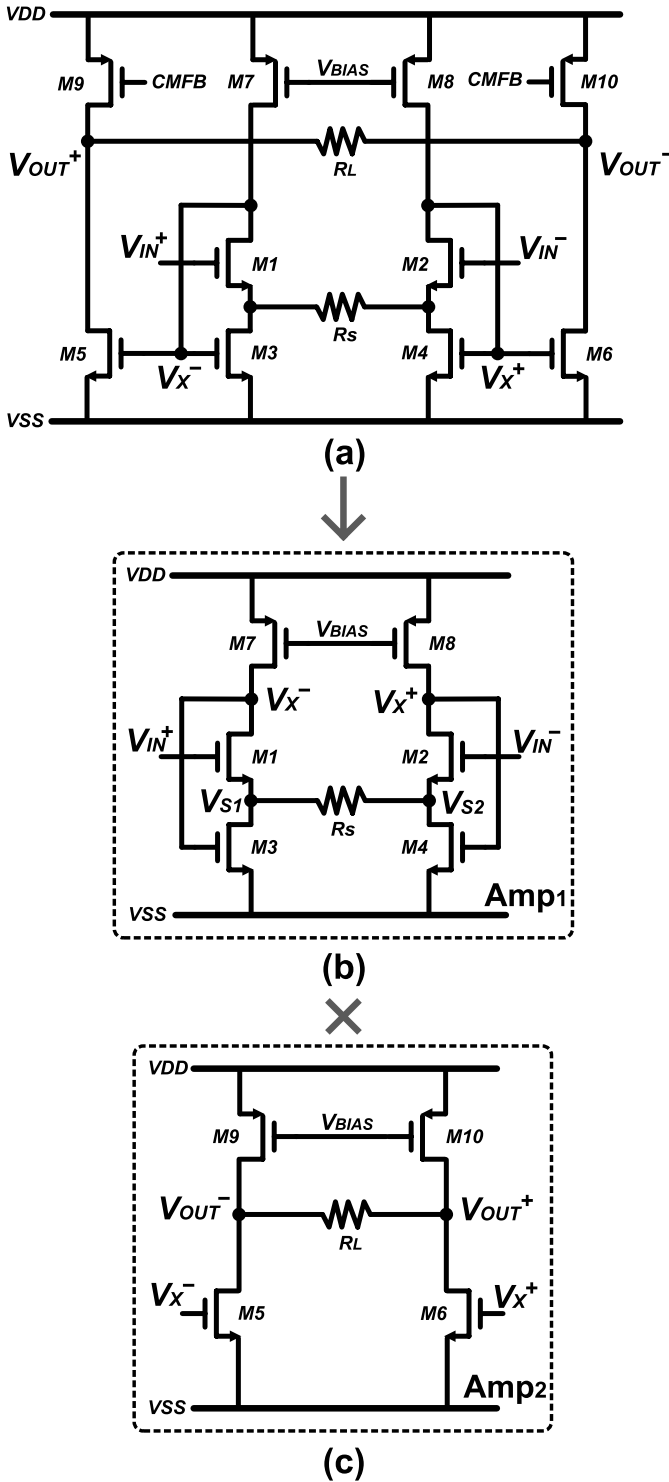 VDD
M9 CMFB M7 VBIAS M8 CMFB M10
VOUT+ RL VOUT−
VIN+ M1 M2 VIN−
M5 M3 RS M4 M6
VX− VX+
VSS
(a)
VDD
M7 VBIAS M8
VX− VX+
VIN+ M1 M2 VIN−
VS1 RS VS2
M3 M4
Amp1
VSS
(b)
VDD
M9 VBIAS M10
VOUT− RL VOUT+
VX− M5 M6 VX+
Amp2
VSS
(c)